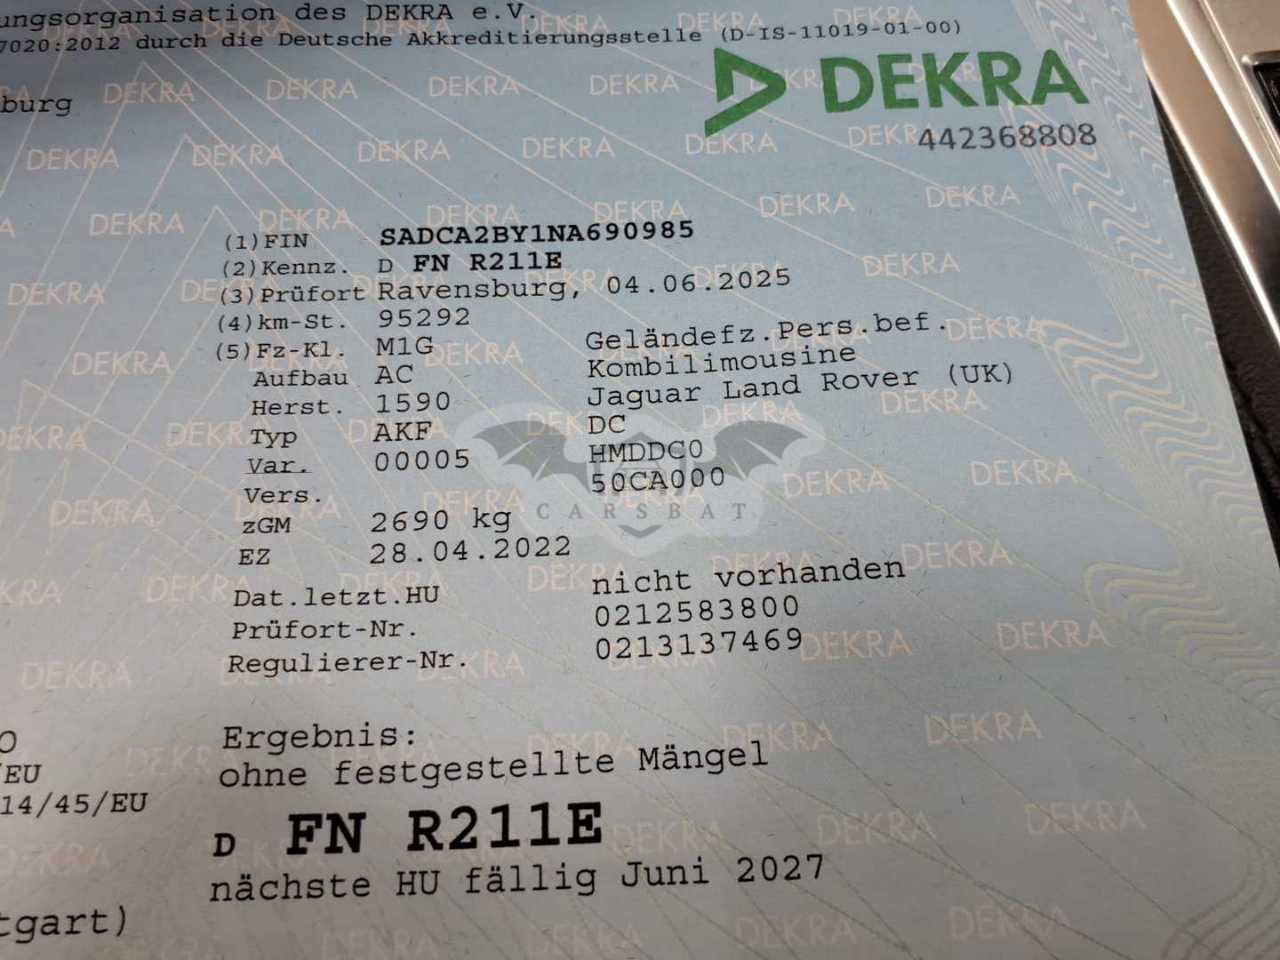 ungsorganisation des DEKRA e.V.
7020:2012 durch die Deutsche Akkreditierungsstelle (D-IS-11019-01-00)
burg
DEKRA
442368808
(1)FIN SADCA2BY1NA690985
(2)Kennz. D FN R211E
(3)Prüfort Ravensburg, 04.06.2025
(4)km-St. 95292
(5)Fz-Kl. M1G Geländefz.Pers.bef.
Aufbau AC Kombilimousine
Herst. 1590 Jaguar Land Rover (UK)
Typ AKF DC
Var. 00005 HMDDC0
Vers. 50CA000
zGM 2690 kg
EZ 28.04.2022
Dat.letzt.HU nicht vorhanden
Prüfort-Nr. 0212583800
Regulierer-Nr. 0213137469
CARSBAT
O
/EU
14/45/EU
Ergebnis:
ohne festgestellte Mängel
D FN R211E
nächste HU fällig Juni 2027
tgart)